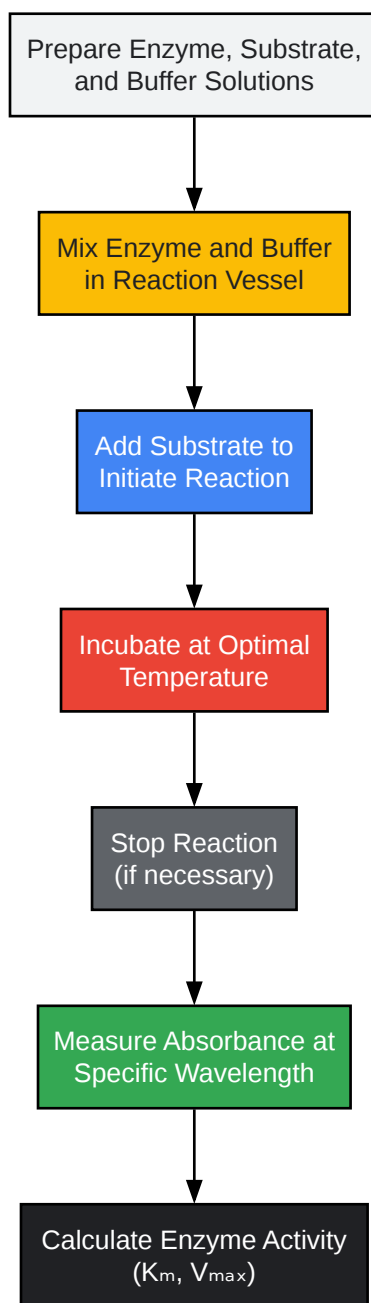 Prepare Enzyme, Substrate,
and Buffer Solutions
Mix Enzyme and Buffer
in Reaction Vessel
Add Substrate to
Initiate Reaction
Incubate at Optimal
Temperature
Stop Reaction
(if necessary)
Measure Absorbance at
Specific Wavelength
Calculate Enzyme Activity
(Kₘ, Vₘₐₓ)